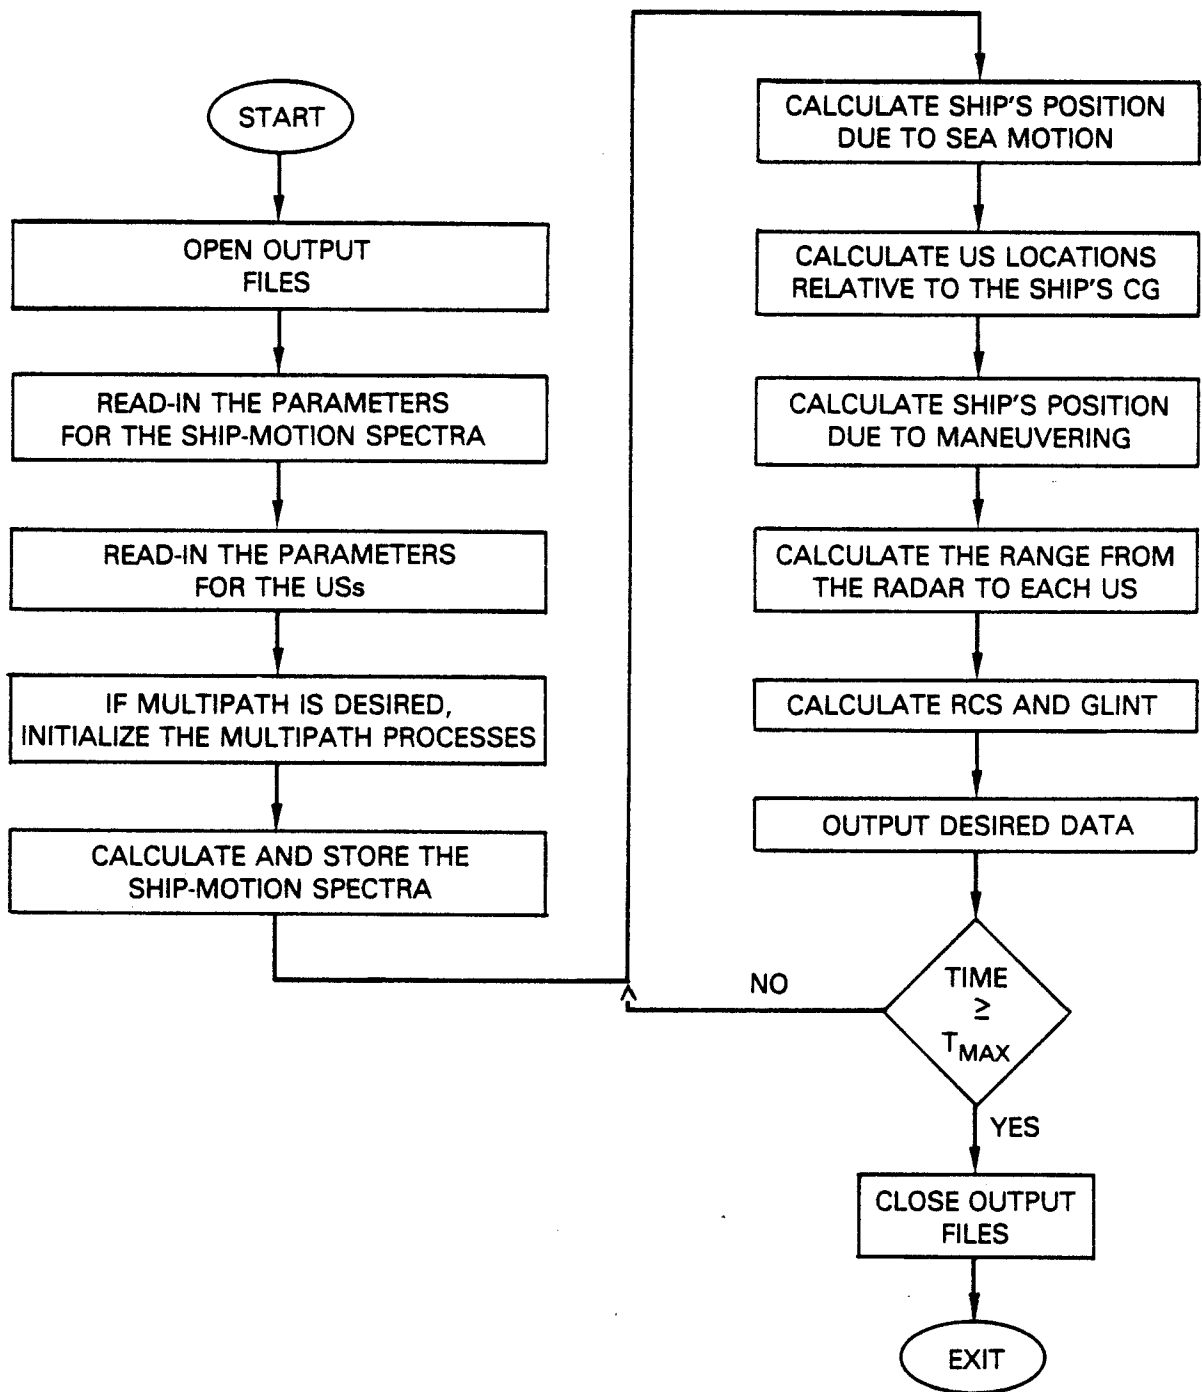 START
OPEN OUTPUT
FILES
READ-IN THE PARAMETERS
FOR THE SHIP-MOTION SPECTRA
READ-IN THE PARAMETERS
FOR THE USs
IF MULTIPATH IS DESIRED,
INITIALIZE THE MULTIPATH PROCESSES
CALCULATE AND STORE THE
SHIP-MOTION SPECTRA
CALCULATE SHIP'S POSITION
DUE TO SEA MOTION
CALCULATE US LOCATIONS
RELATIVE TO THE SHIP'S CG
CALCULATE SHIP'S POSITION
DUE TO MANEUVERING
CALCULATE THE RANGE FROM
THE RADAR TO EACH US
CALCULATE RCS AND GLINT
OUTPUT DESIRED DATA
TIME
≥
TMAX
NO
YES
CLOSE OUTPUT
FILES
EXIT